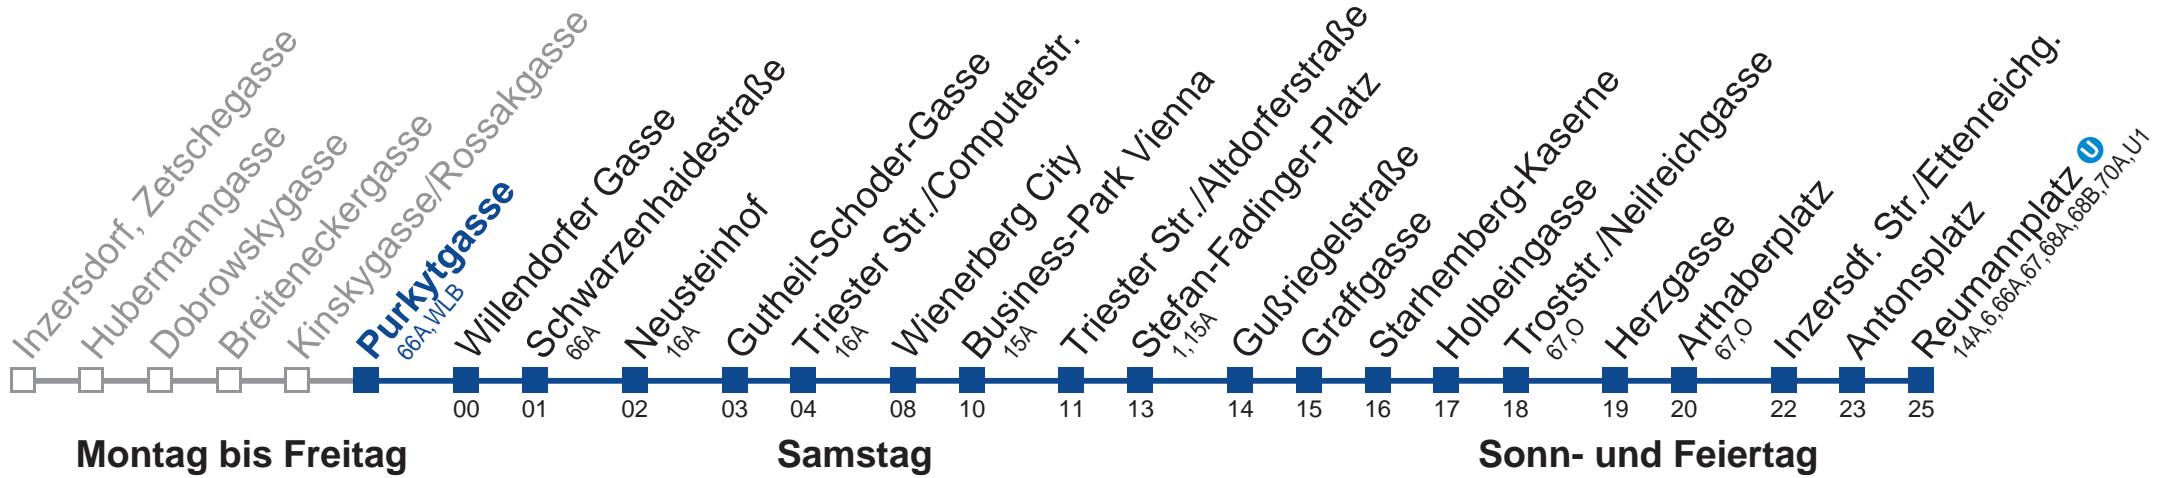 Inzersdorf, Zetschegasse
Hubermanngasse
Dobrowskygasse
Breiteneckergasse
Kinskygasse/Rossakgasse
Purkytgasse
66A,WLB
Willendorfer Gasse
Schwarzenhaidestraße
66A
Neusteinhof
16A
Gutheil-Schoder-Gasse
Triester Str./Computerstr.
16A
Wienerberg City
Business-Park Vienna
15A
Triester Str./Altdorferstraße
Stefan-Fadinger-Platz
1,15A
Gußriegelstraße
Graffgasse
Starhemberg-Kaserne
Holbeingasse
Troststr./Neilreichgasse
67,O
Herzgasse
Arthaberplatz
67,O
Inzersdf. Str./Ettenreichg.
Antonsplatz
Reumannplatz U
14A,6,66A,67,68A,68B,70A,U1
00 01 02 03 04 08 10 11 13 14 15 16 17 18 19 20 22 23 25
Montag bis Freitag Samstag Sonn- und Feiertag